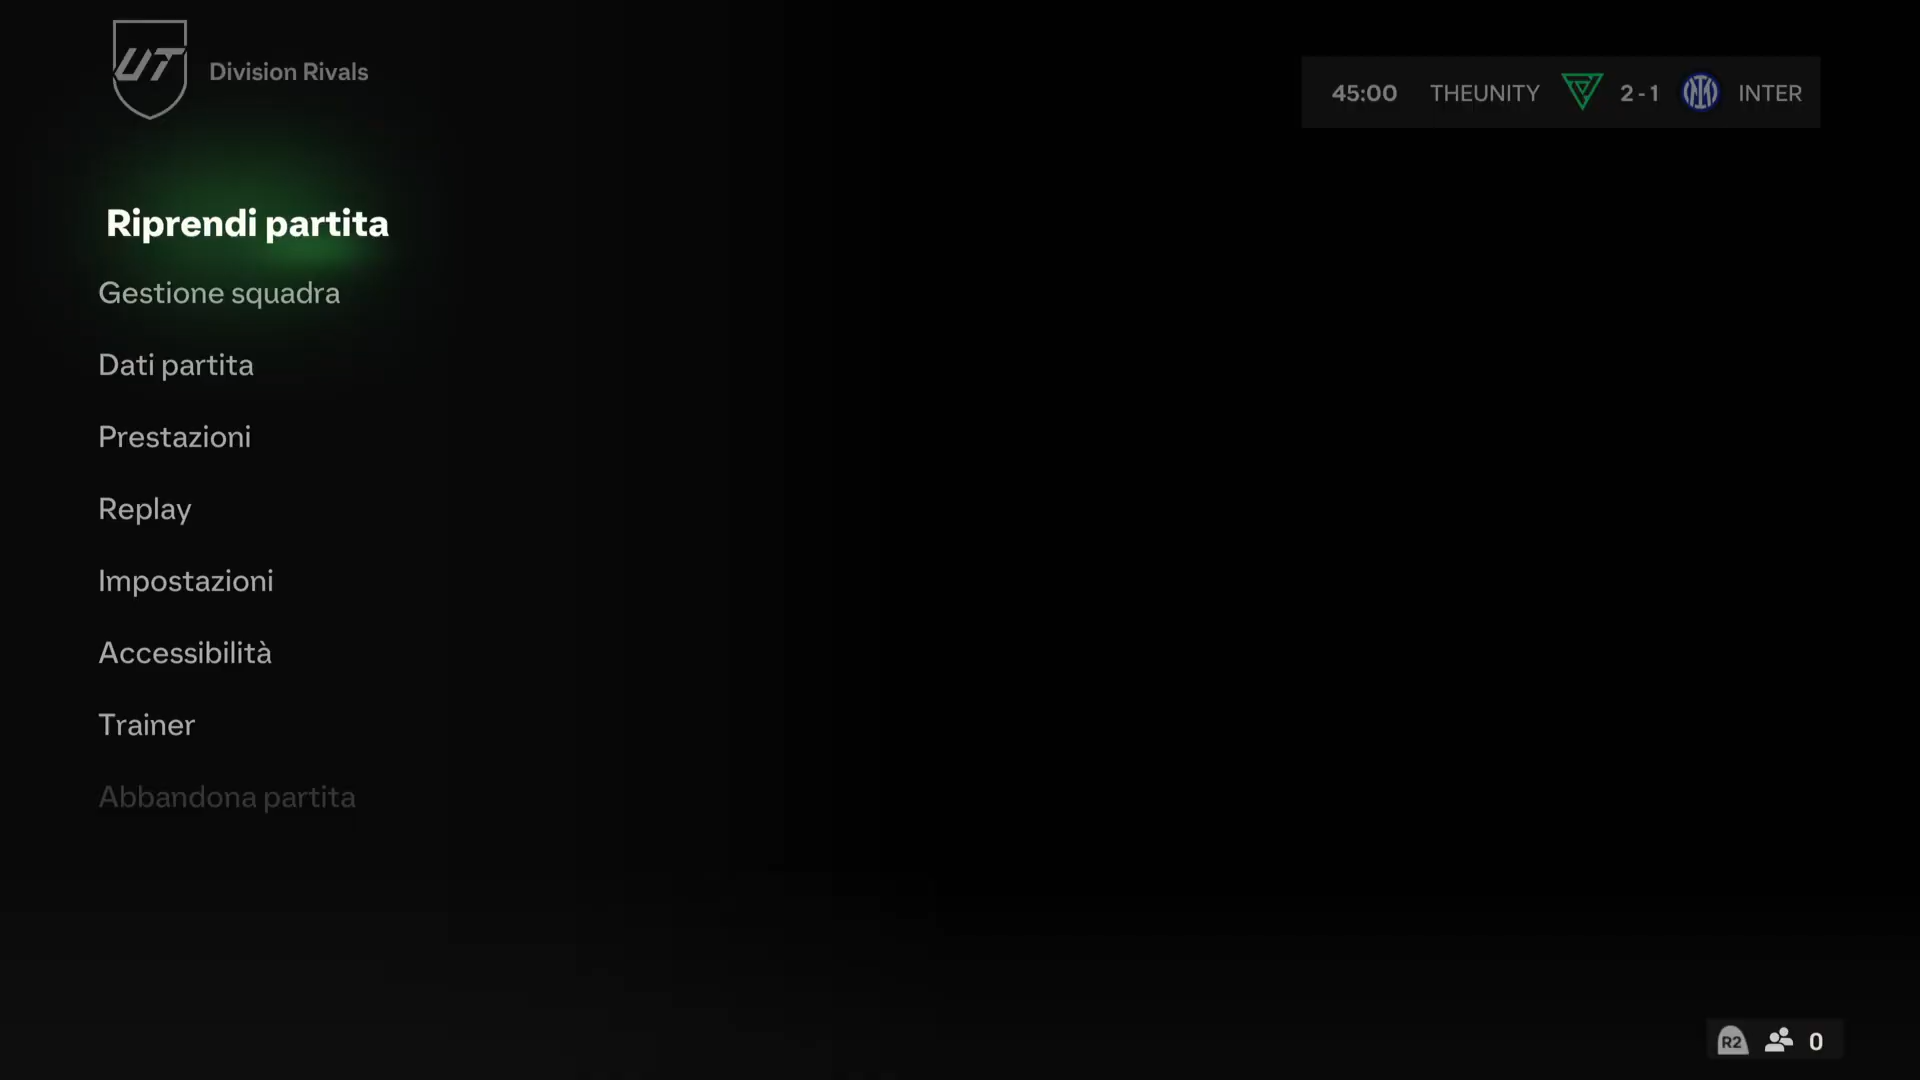 UT
Division Rivals
45:00 THEUNITY 2 - 1 INTER
Riprendi partita
Gestione squadra
Dati partita
Prestazioni
Replay
Impostazioni
Accessibilità
Trainer
Abbandona partita
R2 0